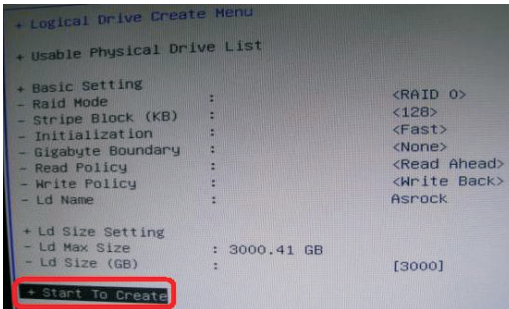 + Logical Drive Create Menu
+ Usable Physical Drive List
+ Basic Setting
- Raid Mode : <RAID 0>
- Stripe Block (KB) : <128>
- Initialization : <Fast>
- Gigabyte Boundary : <None>
- Read Policy : <Read Ahead>
- Write Policy : <Write Back>
- Ld Name : Asrock
+ Ld Size Setting
- Ld Max Size : 3000.41 GB
- Ld Size (GB) : [3000]
+ Start To Create